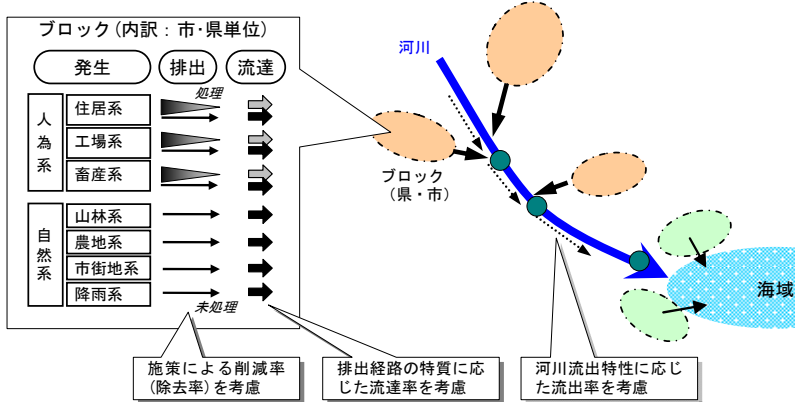 ブロック(内訳：市･県単位)
発生
排出
流達
処理
人為系
住居系
工場系
畜産系
自然系
山林系
農地系
市街地系
降雨系
未処理
河川
ブロック
（県・市）
海域
施策による削減率
(除去率)を考慮
排出経路の特質に応
じた流達率を考慮
河川流出特性に応じ
た流出率を考慮